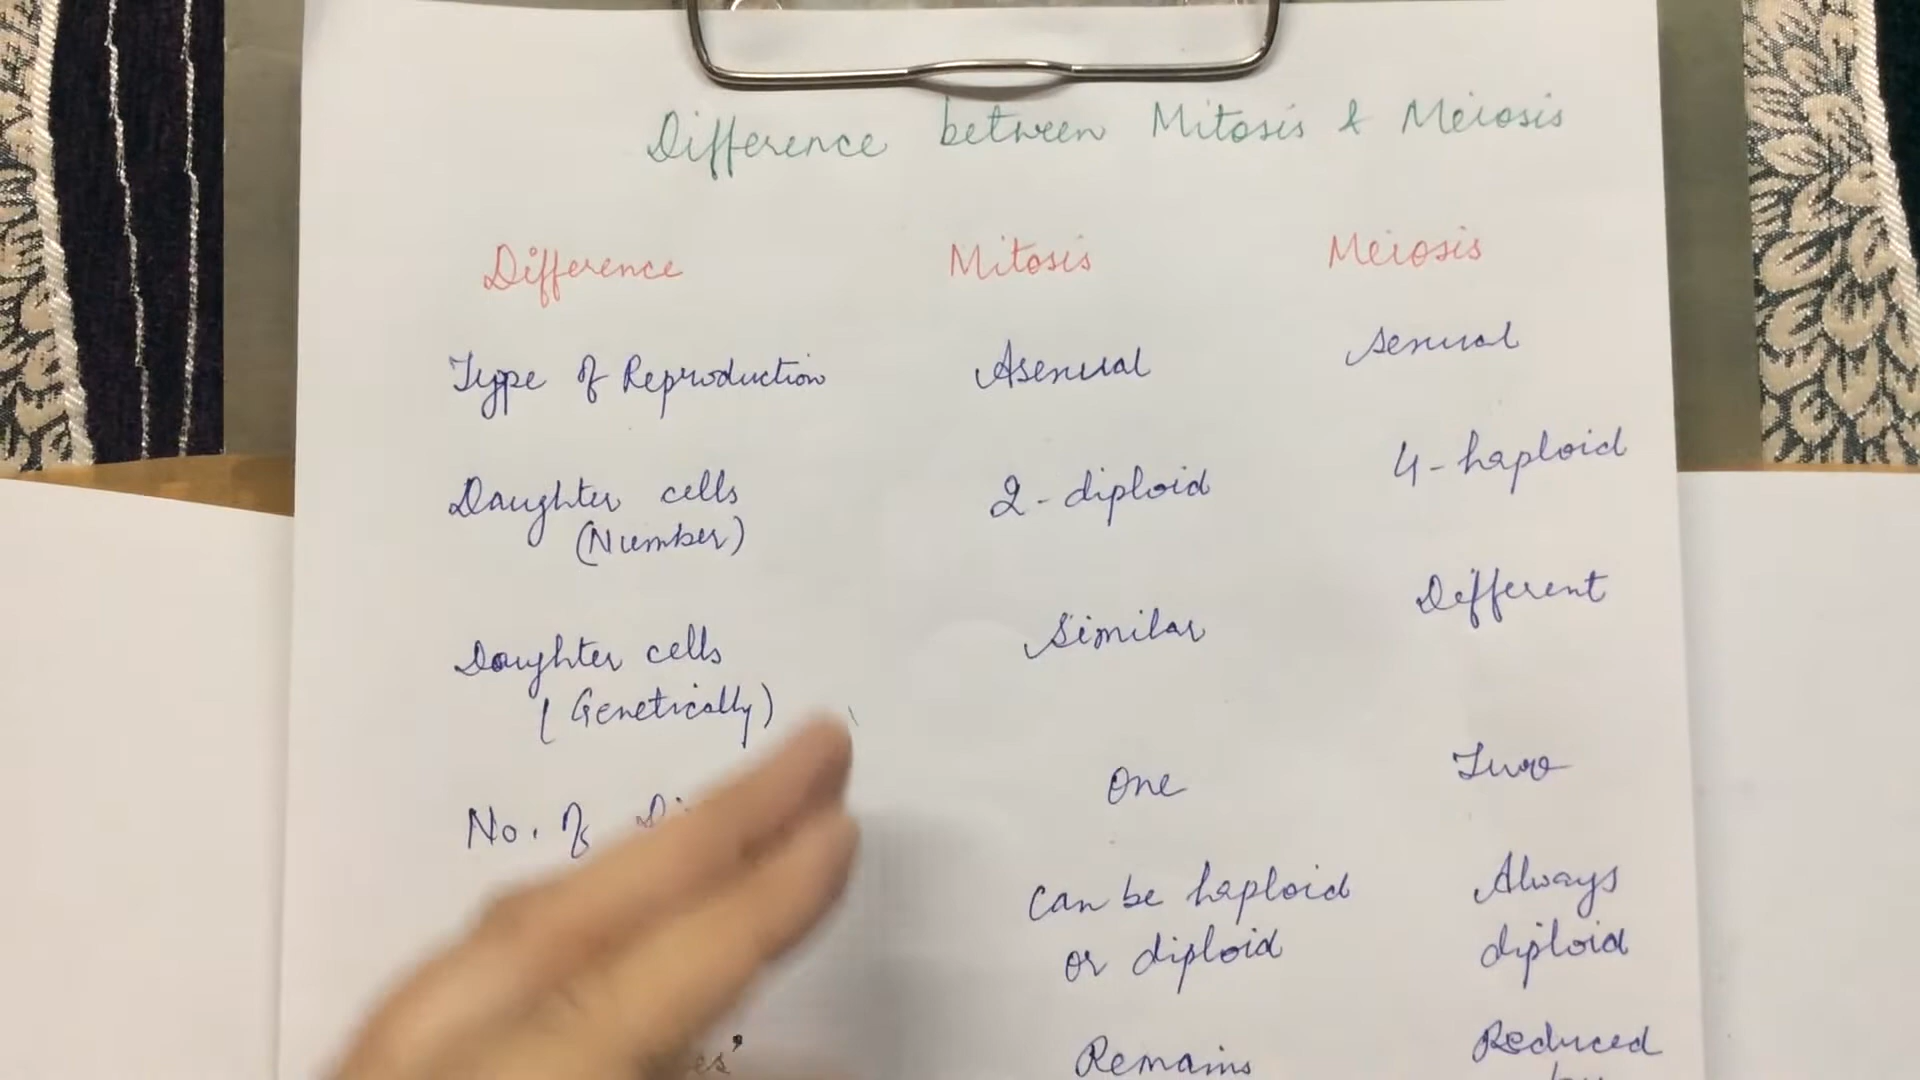 Difference between Mitosis & Meiosis
Difference Mitosis Meiosis
Type of Reproduction Asexual sexual
Daughter cells 2-diploid 4-haploid
(Number)
Daughter cells Similar Different
(Genetically)
No. of One Two
Can be haploid Always
or diploid diploid
Remains Reduced